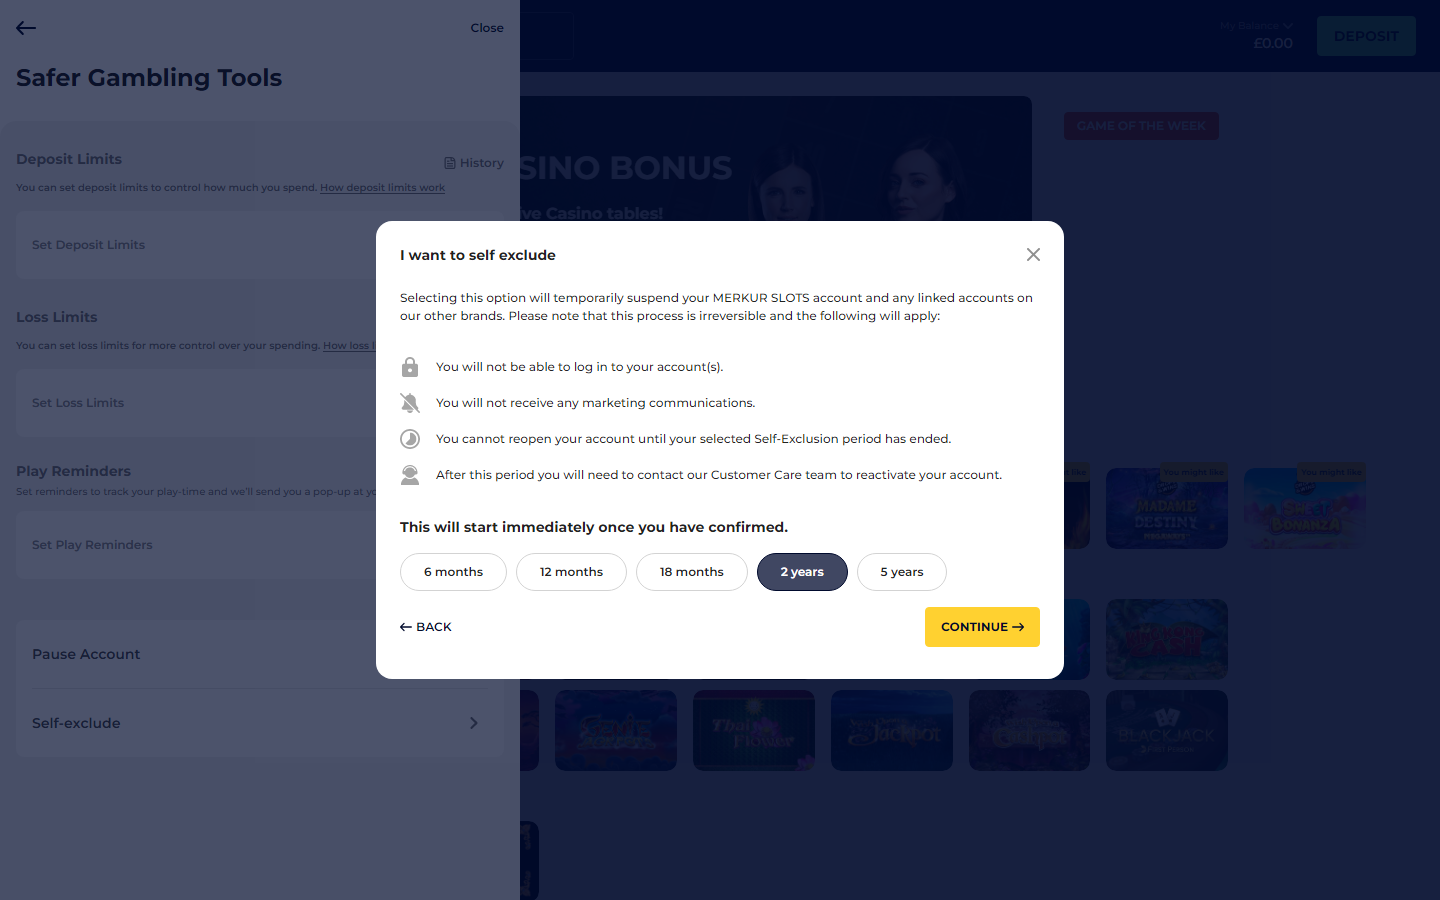 Close
Safer Gambling Tools
Deposit Limits
History
You can set deposit limits to control how much you spend. How deposit limits work
Set Deposit Limits
Loss Limits
You can set loss limits for more control over your spending. How loss
Set Loss Limits
Play Reminders
Set reminders to track your play-time and we'll send you a pop-up at
Set Play Reminders
Pause Account
Self-exclude
My Balance
£0.00
DEPOSIT
GAME OF THE WEEK
BONUS
Casino tables!
I want to self exclude
Selecting this option will temporarily suspend your MERKUR SLOTS account and any linked accounts on
our other brands. Please note that this process is irreversible and the following will apply:
You will not be able to log in to your account(s).
You will not receive any marketing communications.
You cannot reopen your account until your selected Self-Exclusion period has ended.
After this period you will need to contact our Customer Care team to reactivate your account.
This will start immediately once you have confirmed.
6 months
12 months
18 months
2 years
5 years
BACK
CONTINUE
like
You might like
You might like
MADAME
DESTINY
MEGAWAYS
SWEET
BONANZA
Thai
Flower
Jackpot
BLACKJACK